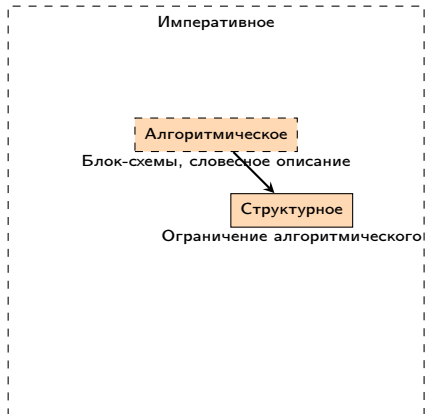 Императивное
Алгоритмическое
Блок-схемы, словесное описание
Структурное
Ограничение алгоритмического